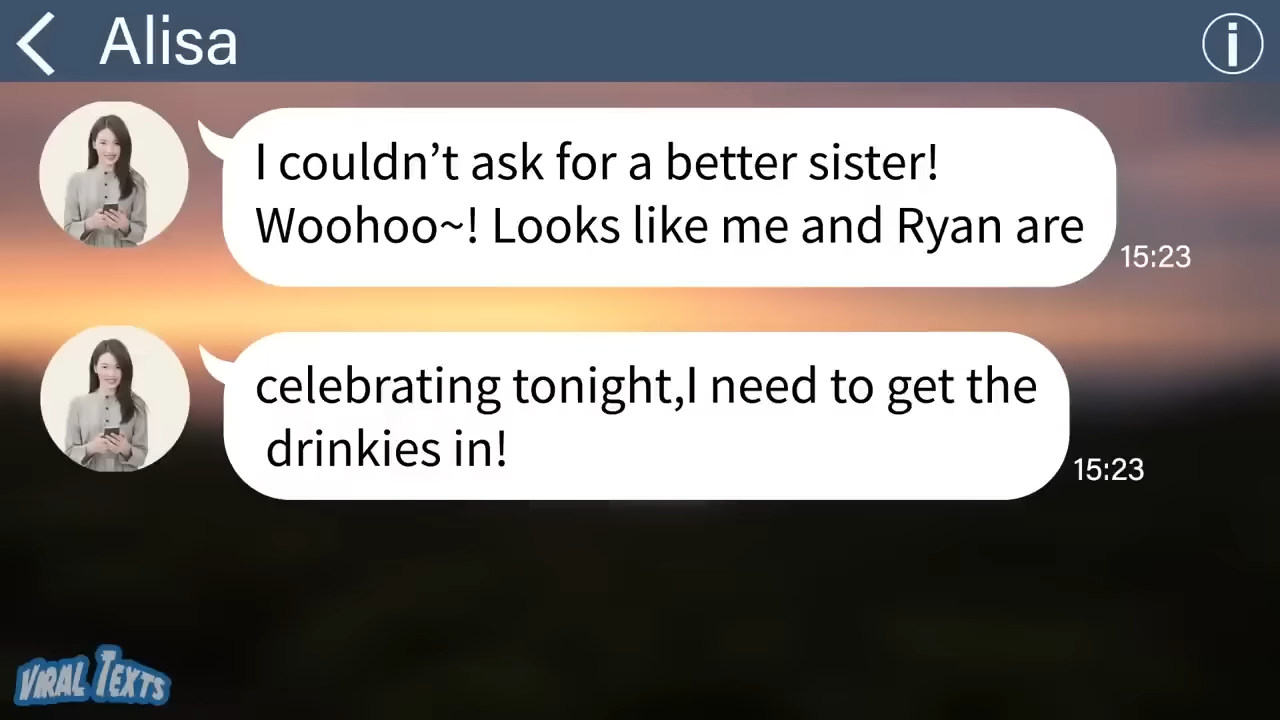 Alisa
I couldn’t ask for a better sister!
Woohoo~! Looks like me and Ryan are
15:23
celebrating tonight,I need to get the
drinkies in!
15:23
VIRAL TEXTS